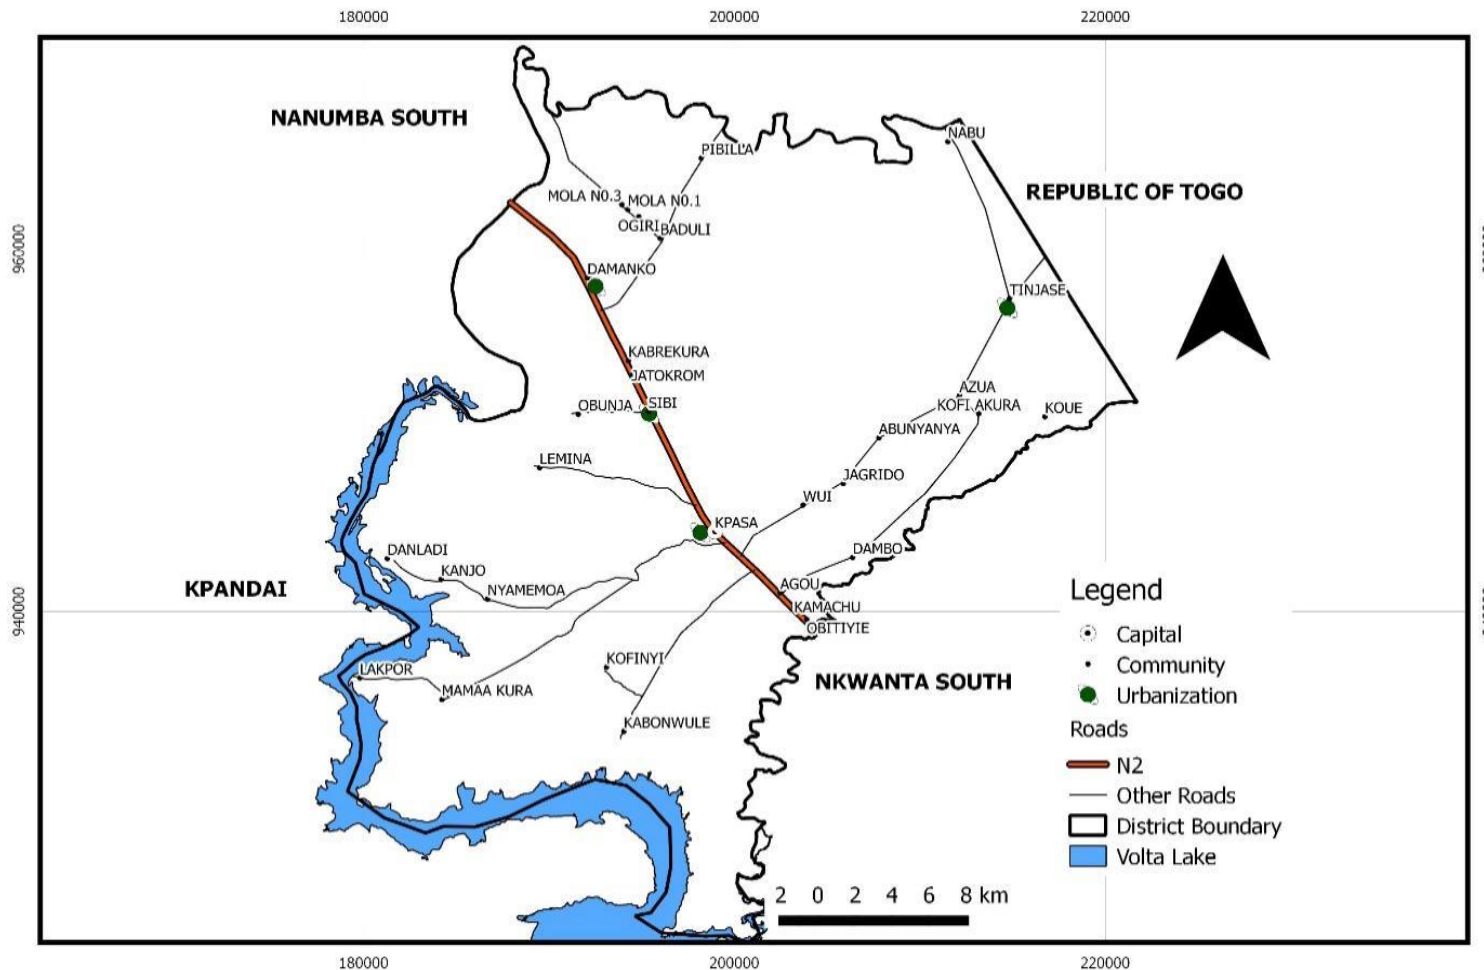 180000
200000
220000
NANUMBA SOUTH
NABU
PIBILLA
REPUBLIC OF TOGO
MOLA N0.3
MOLA N0.1
OGIRI
BADULI
960000
DAMANKO
TINJASE
KABREKURA
JATOKROM
AZUA
OBUNJA
SIBI
KOFI AKURA
KOUE
ABUNYANYA
LEMINA
JAGRIDO
WUI
KPASA
DANLADI
DAMBO
KANJO
KPANDAI
NYAMEMOA
AGOU
Legend
940000
KAMACHU
OBITIYIE
Capital
KOFINYI
Community
LAKPOR
NKWANTA SOUTH
MAMAA KURA
Urbanization
KABONWULE
Roads
N2
Other Roads
District Boundary
Volta Lake
2 0 2 4 6 8 km
180000
200000
220000